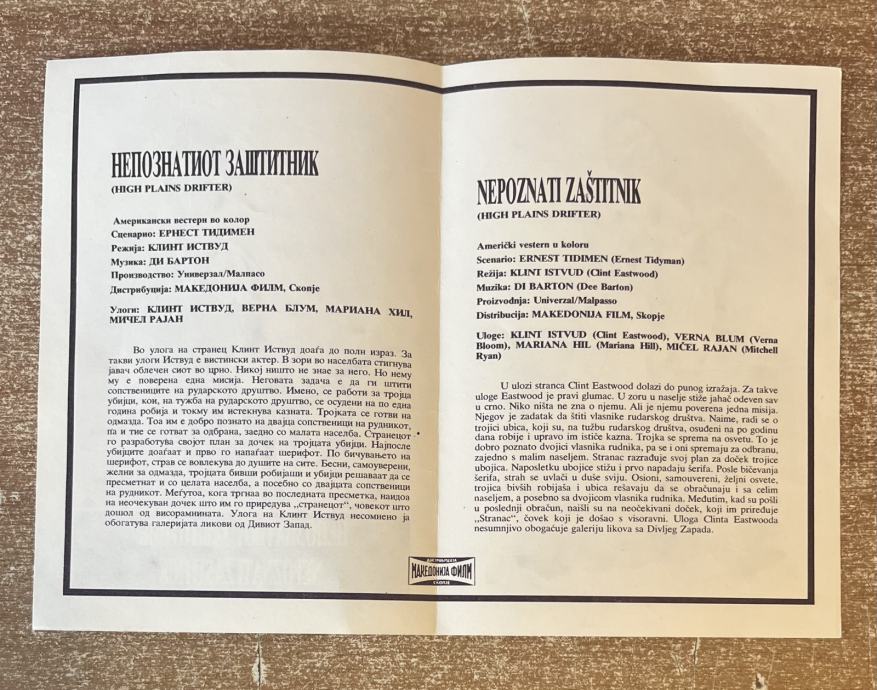 НЕПОЗНАТИОТ ЗАШТИТНИК
(HIGH PLAINS DRIFTER)
Американски вестерн во колор
Сценарио: ЕРНЕСТ ТИДИМЕН
Режија: КЛИНТ ИСТВУД
Музика: ДИ БАРТОН
Производство: Универзал/Малпасо
Дистрибуција: МАКЕДОНИЈА ФИЛМ, Скопје
Улоги: КЛИНТ ИСТВУД, ВЕРНА БЛУМ, МАРИАНА ХИЛ,
МИЧЕЛ РАЈАН
Во улога на странец Клинт Иствуд доаѓа до полн израз. За
такви улоги Иствуд е вистински актер. В зори во населбата стигнува
јавач облечен сиот во црно. Никој ништо не знае за него. Но нему
му е поверена една мисија. Неговата задача е да ги штити
сопствениците на рударското друштво. Имено, се работи за тројца
убијци, кои, на тужба на рударското друштво, се осудени на по една
година робија и токму им истекнува казната. Тројката се готви на
одмазда. Тоа им е добро познато на двајца сопственици на рудникот,
па и тие се готват за одбрана, заедно со малата населба. Странецот
го разработува својот план за дочек на тројцата убијци. Најпосле
убијците доаѓаат и прво го напаѓаат шерифот. По бичувањето на
шерифот, страв се вовлекува до душите на сите. Бесни, самоуверени,
желни за одмазда, тројцата бивши робијаши и убијци решаваат да се
пресметнат и со целата населба, а посебно со двајцата сопственици
на рудникот. Меѓутоа, кога тргнаа во последната пресметка, наидоа
на неочекуван дочек што им го приредува „странецот“, човекот што
дошол од висорамнината. Улога на Клинт Иствуд несомнено ја
обогатува галеријата ликови од Дивиот Запад.
NEPOZNATI ZAŠTITNIK
(HIGH PLAINS DRIFTER)
Američki vestern u koloru
Scenario: ERNEST TIDIMEN (Ernest Tidyman)
Režija: KLINT ISTVUD (Clint Eastwood)
Muzika: DI BARTON (Dee Barton)
Proizvodnja: Univerzal/Malpasso
Distribucija: MAKEDONIJA FILM, Skopje
Uloge: KLINT ISTVUD (Clint Eastwood), VERNA BLUM (Verna
Bloom), MARIANA HIL (Mariana Hill), MIČEL RAJAN (Mitchell
Ryan)
U ulozi stranca Clint Eastwood dolazi do punog izražaja. Za takve
uloge Eastwood je pravi glumac. U zoru u naselje stiže jahač odeven sav
u crno. Niko ništa ne zna o njemu. Ali je njemu poverena jedna misija.
Njegov je zadatak da štiti vlasnike rudarskog društva. Naime, radi se o
trojici ubica, koji su, na tužbu rudarskog društva, osuđeni na po godinu
dana robije i upravo im ističe kazna. Trojka se sprema na osvetu. To je
dobro poznato dvojici vlasnika rudnika, pa se i oni spremaju za odbranu,
zajedno s malim naseljem. Stranac razrađuje svoj plan za doček trojice
ubojica. Naposletku ubojice stižu i prvo napadaju šerifa. Posle bičevanja
šerifa, strah se uvlači u duše sviju. Osioni, samouvereni, željni osvete,
trojica bivših robijaša i ubica rešavaju da se obračunaju i sa celim
naseljem, a posebno sa dvojicom vlasnika rudnika. Međutim, kad su pošli
u poslednji obračun, naišli su na neočekivani doček, koji im priređuje
„Stranac“, čovek koji je došao s visoravni. Uloga Clinta Eastwooda
nesumnjivo obogaćuje galeriju likova sa Divljeg Zapada.
МАКЕДОНИЈА ФИЛМ
СКОПЈЕ